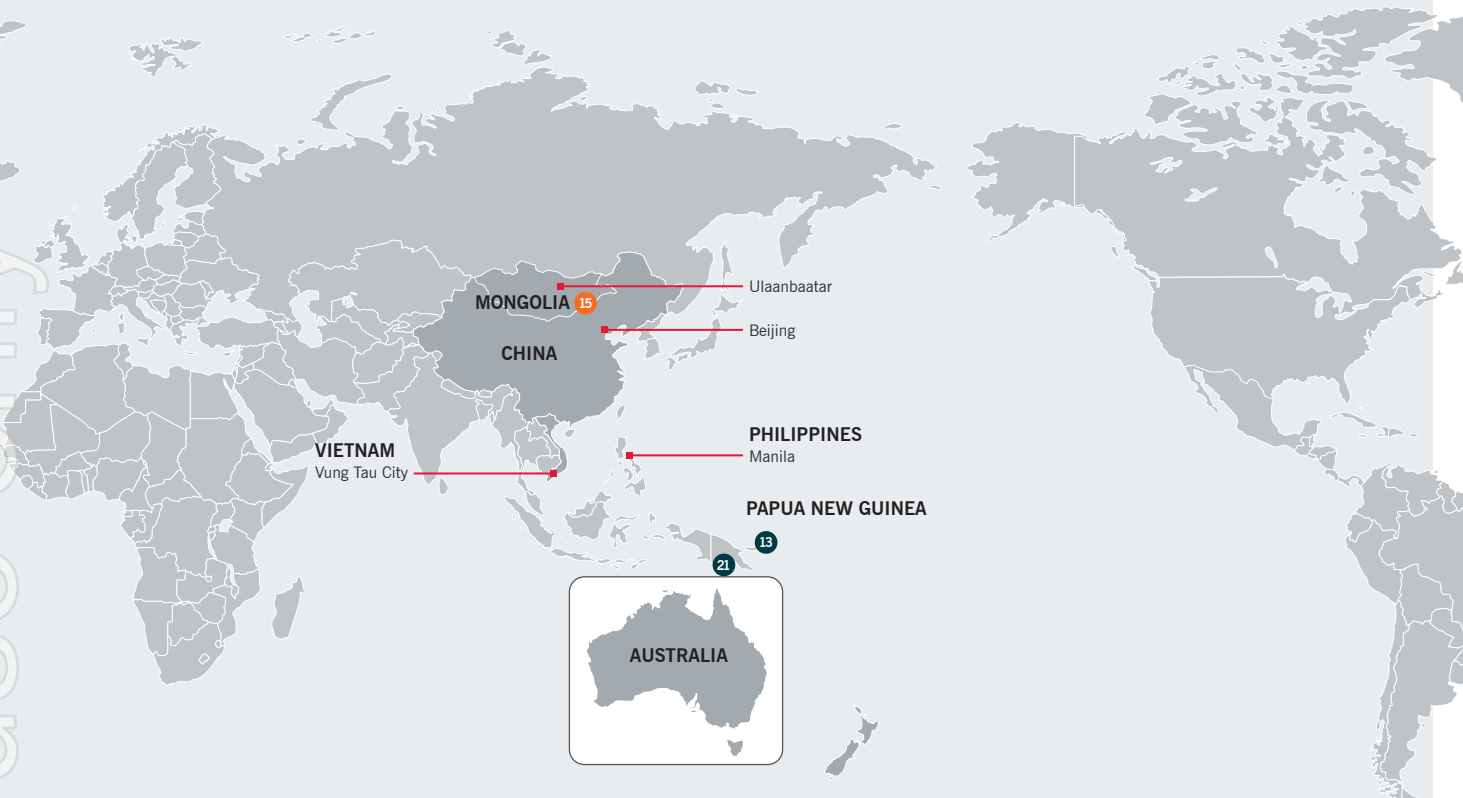 Ulaanbaatar
MONGOLIA 15
Beijing
CHINA
PHILIPPINES
Manila
VIETNAM
Vung Tau City
PAPUA NEW GUINEA
13
21
AUSTRALIA